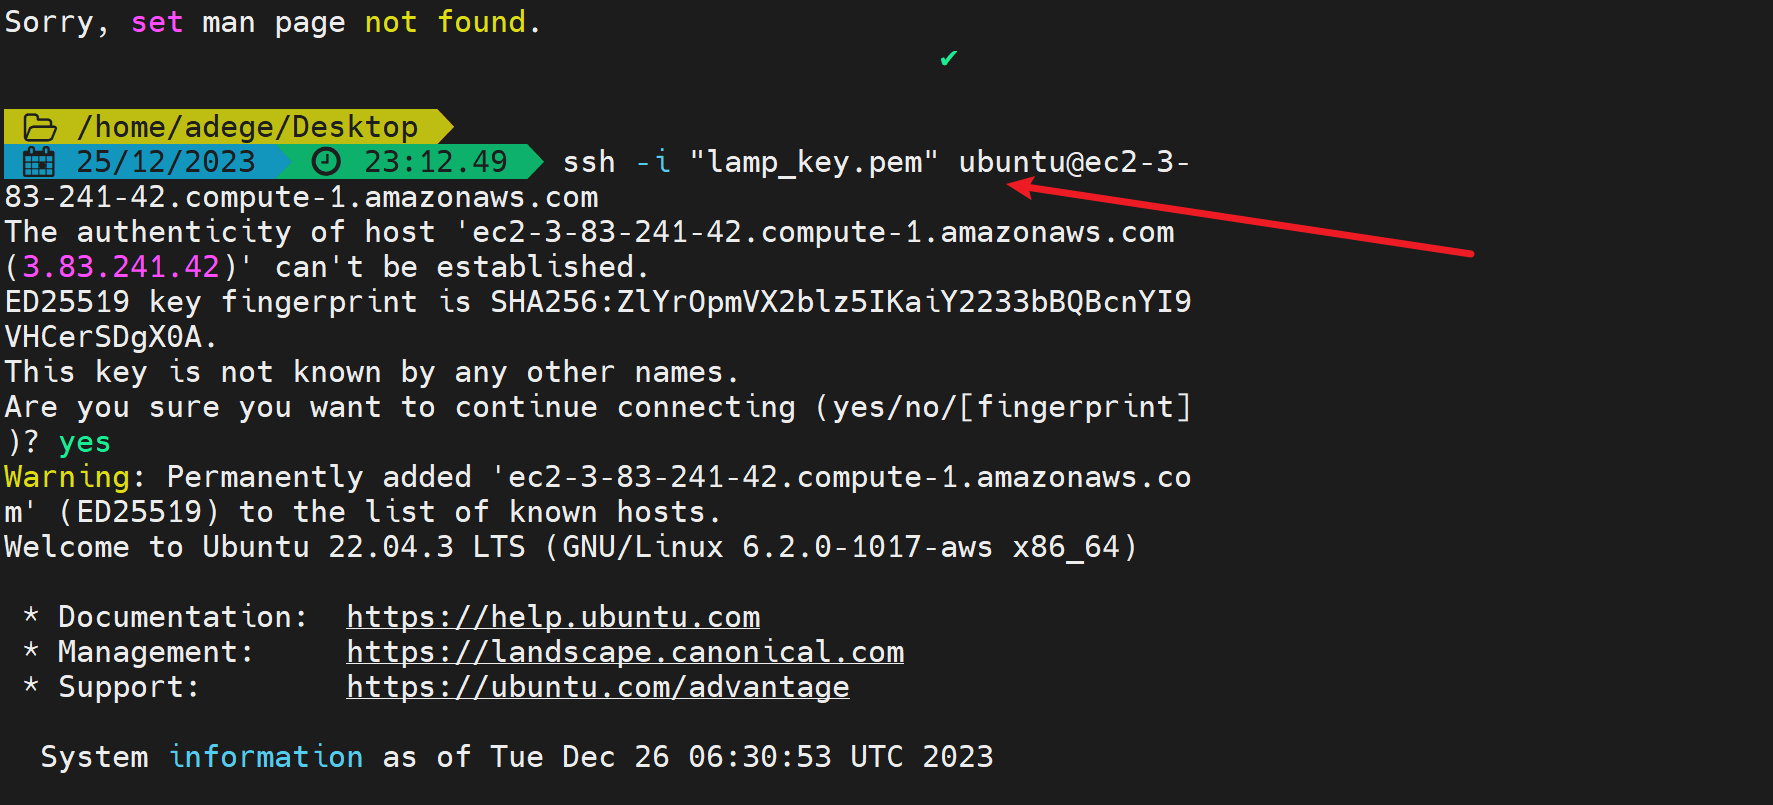 Sorry, set man page not found.
✔
/home/adege/Desktop
25/12/2023 23:12.49 ssh -i "lamp_key.pem" ubuntu@ec2-3-
83-241-42.compute-1.amazonaws.com
The authenticity of host 'ec2-3-83-241-42.compute-1.amazonaws.com
(3.83.241.42)' can't be established.
ED25519 key fingerprint is SHA256:ZlYrOpmVX2blz5IKaiY2233bBQBcnYI9
VHCerSDgX0A.
This key is not known by any other names.
Are you sure you want to continue connecting (yes/no/[fingerprint]
)? yes
Warning: Permanently added 'ec2-3-83-241-42.compute-1.amazonaws.co
m' (ED25519) to the list of known hosts.
Welcome to Ubuntu 22.04.3 LTS (GNU/Linux 6.2.0-1017-aws x86_64)
* Documentation: https://help.ubuntu.com
* Management: https://landscape.canonical.com
* Support: https://ubuntu.com/advantage
System information as of Tue Dec 26 06:30:53 UTC 2023